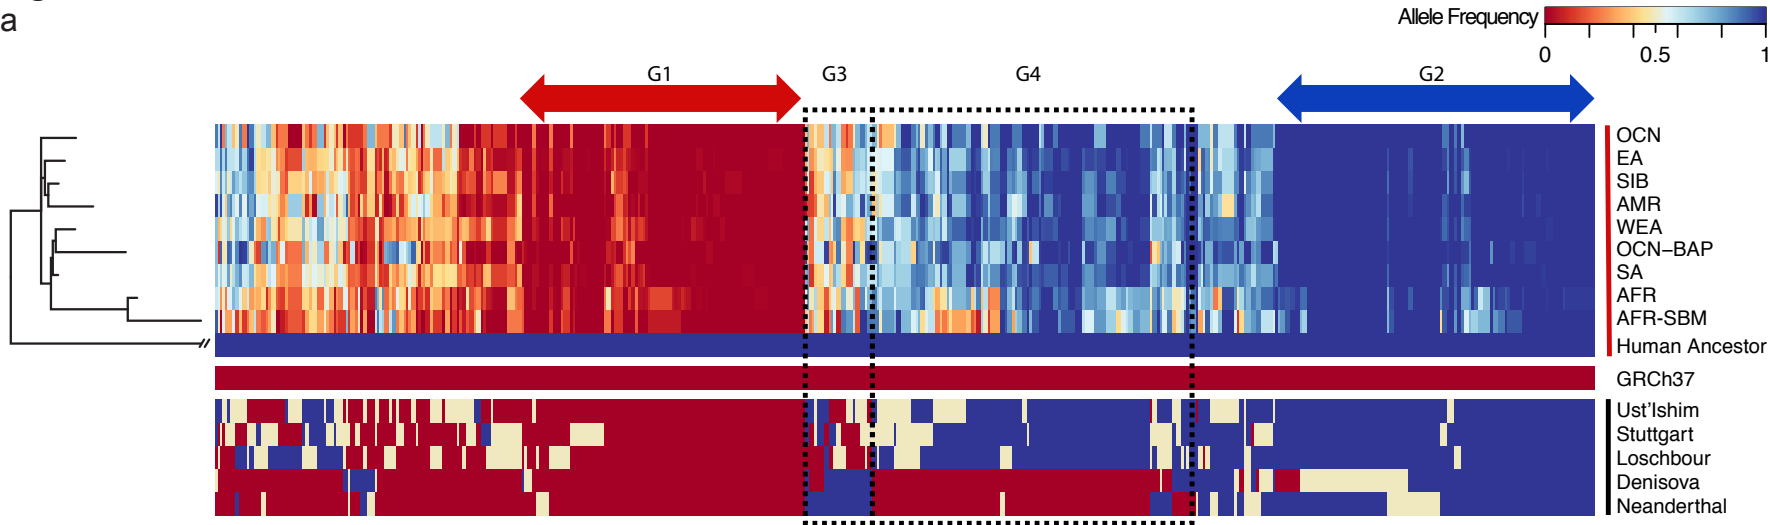 a
Allele Frequency
0 0.5 1
G1 G3 G4 G2
OCN
EA
SIB
AMR
WEA
OCN–BAP
SA
AFR
AFR-SBM
Human Ancestor
GRCh37
Ust'Ishim
Stuttgart
Loschbour
Denisova
Neanderthal